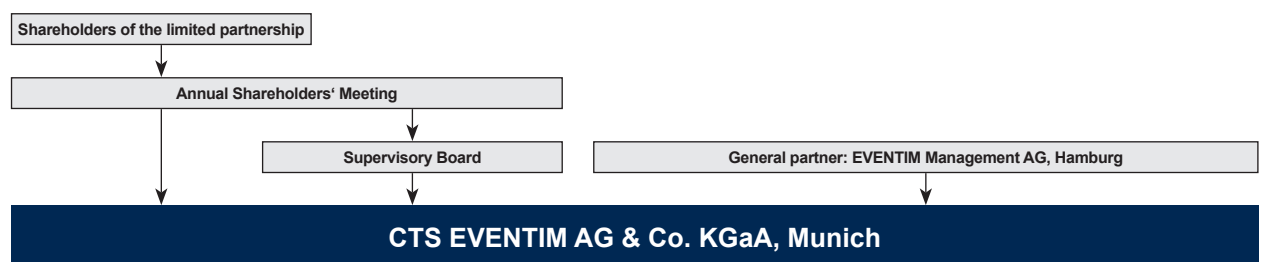 Shareholders of the limited partnership
Annual Shareholders‘ Meeting
Supervisory Board
General partner: EVENTIM Management AG, Hamburg
CTS EVENTIM AG & Co. KGaA, Munich